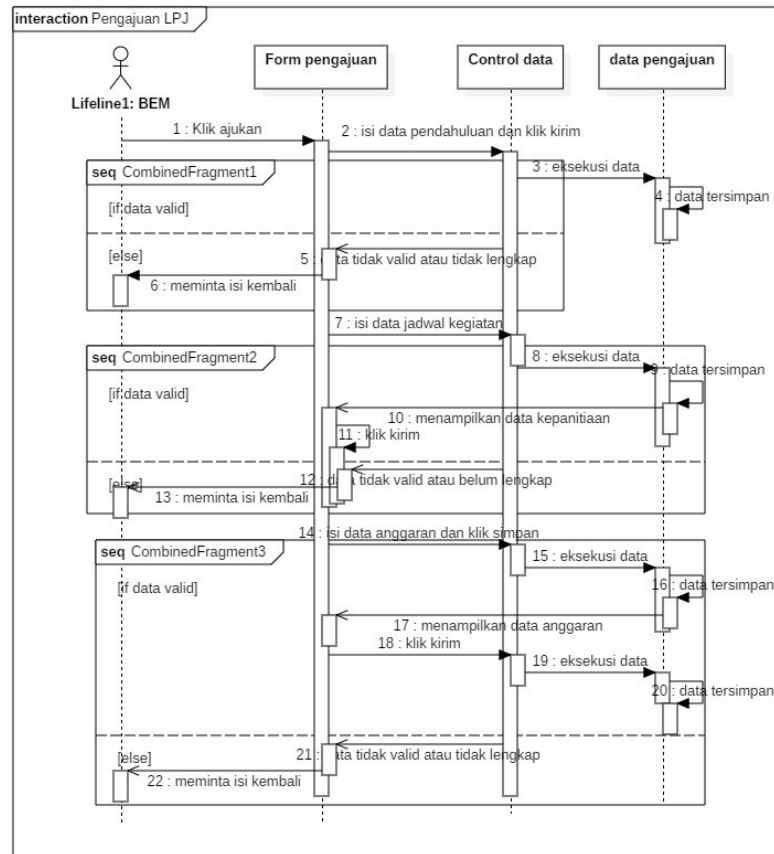 interaction Pengajuan LPJ
Form pengajuan
Control data
data pengajuan
Lifeline1: BEM
1 : Klik ajukan
2 : isi data pendahuluan dan klik kirim
seq CombinedFragment1
3 : eksekusi data
4 : data tersimpan
[if data valid]
[else]
5 : data tidak valid atau tidak lengkap
6 : meminta isi kembali
7 : isi data jadwal kegiatan
seq CombinedFragment2
8 : eksekusi data
9 : data tersimpan
[if data valid]
10 : menampilkan data kepanitiaan
11 : klik kirim
[else]
12 : data tidak valid atau belum lengkap
13 : meminta isi kembali
14 : isi data anggaran dan klik simpan
seq CombinedFragment3
15 : eksekusi data
16 : data tersimpan
[if data valid]
17 : menampilkan data anggaran
18 : klik kirim
19 : eksekusi data
20 : data tersimpan
[else]
21 : data tidak valid atau tidak lengkap
22 : meminta isi kembali